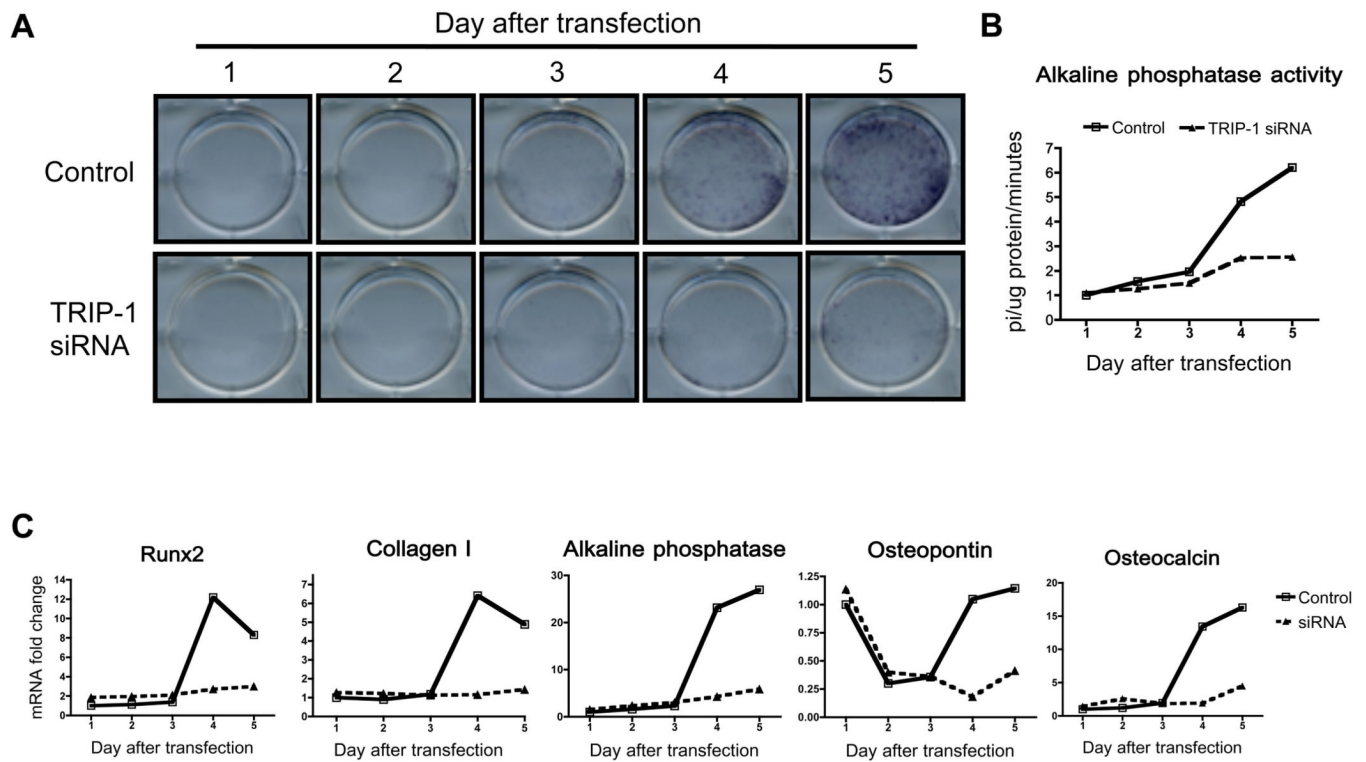 A
Day after transfection
1 2 3 4 5
Control
TRIP-1
siRNA
B
Alkaline phosphatase activity
Control TRIP-1 siRNA
pi/ug protein/minutes
7
6
5
4
3
2
1
0
1 2 3 4 5
Day after transfection
C
mRNA fold change
Runx2
14
12
10
8
6
4
2
0
1 2 3 4 5
Day after transfection
Collagen I
7
6
5
4
3
2
1
0
1 2 3 4 5
Day after transfection
Alkaline phosphatase
30
20
10
0
1 2 3 4 5
Day after transfection
Osteopontin
1.25
1.00
0.75
0.50
0.25
0.00
1 2 3 4 5
Day after transfection
Osteocalcin
20
15
10
5
0
1 2 3 4 5
Day after transfection
Control
siRNA